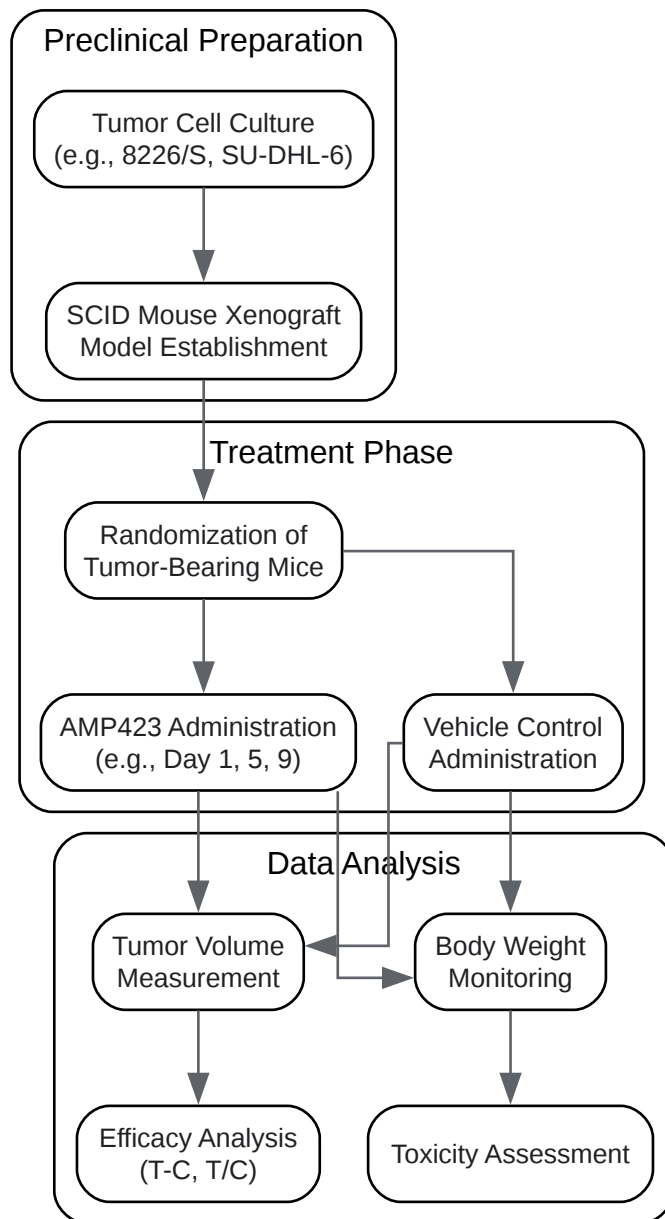 Preclinical Preparation
Tumor Cell Culture
(e.g., 8226/S, SU-DHL-6)
SCID Mouse Xenograft
Model Establishment
Treatment Phase
Randomization of
Tumor-Bearing Mice
AMP423 Administration
(e.g., Day 1, 5, 9)
Vehicle Control
Administration
Data Analysis
Tumor Volume
Measurement
Body Weight
Monitoring
Efficacy Analysis
(T-C, T/C)
Toxicity Assessment